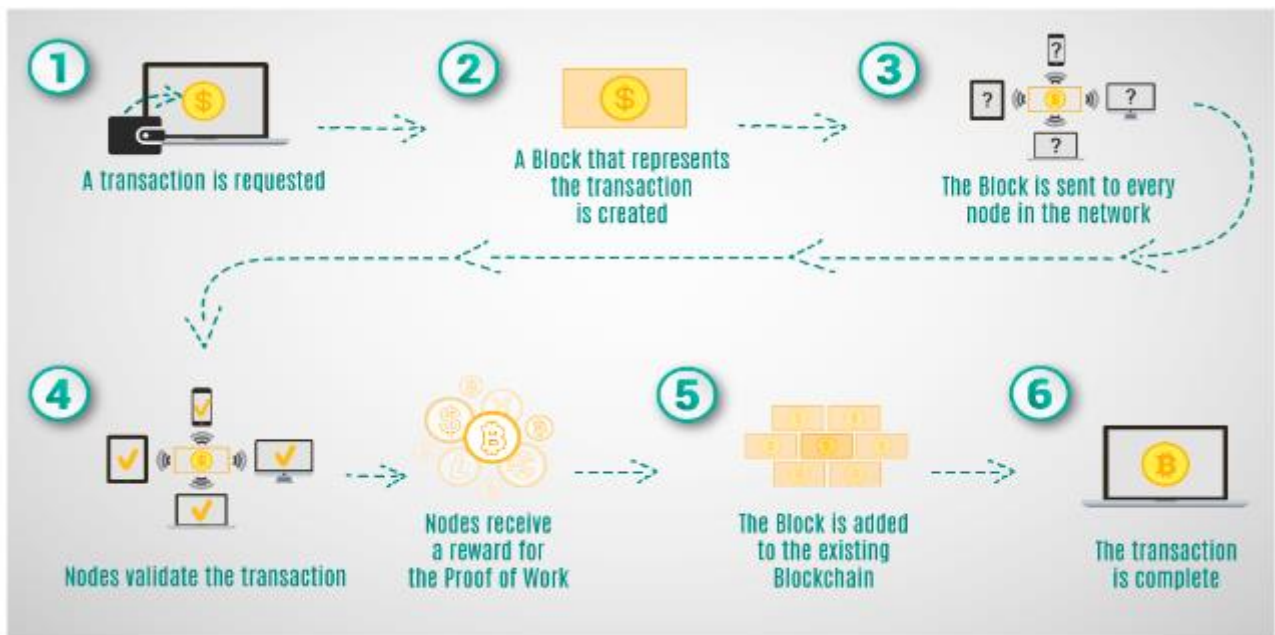 1
A transaction is requested
2
A Block that represents
the transaction
is created
3
The Block is sent to every
node in the network
4
Nodes validate the transaction
Nodes receive
a reward for
the Proof of Work
5
The Block is added
to the existing
Blockchain
6
The transaction
is complete